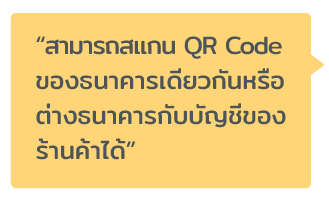 “สามารถสแกน QR Code
ของธนาคารเดียวกันหรือ
ต่างธนาคารกับบัญชีของ
ร้านค้าได้”